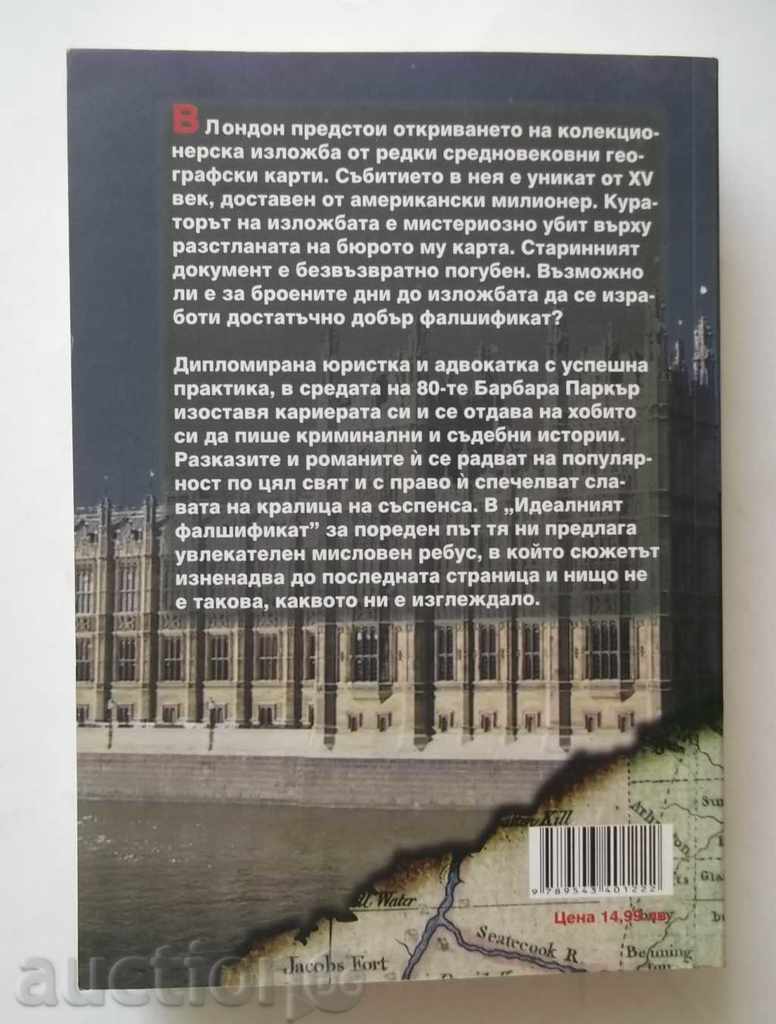 В Лондон предстои откриването на колекцио-
нерска изложба от редки средновековни гео-
графски карти. Събитието в нея е уникат от XV
век, доставен от американски милионер. Кура-
торът на изложбата е мистериозно убит върху
разстланата на бюрото му карта. Старинният
документ е безвъзвратно погубен. Възможно
ли е за броените дни до изложбата да се изра-
боти достатъчно добър фалшификат?
Дипломирана юристка и адвокатка с успешна
практика, в средата на 80-те Барбара Паркър
изоставя кариерата си и се отдава на хобито
си да пише криминални и съдебни истории.
Разказите и романите ѝ се радват на популяр-
ност по цял свят и с право ѝ спечелват сла-
вата на кралица на съспенса. В „Идеалният
фалшификат” за пореден път тя ни предлага
увлекателен мисловен ребус, в който сюжетът
изненадва до последната страница и нищо не
е такова, каквото ни е изглеждало.
Kill
9 789543 401222
Water
Цена 14,99 лв
Seatecook R
Jacobs Fort
auction